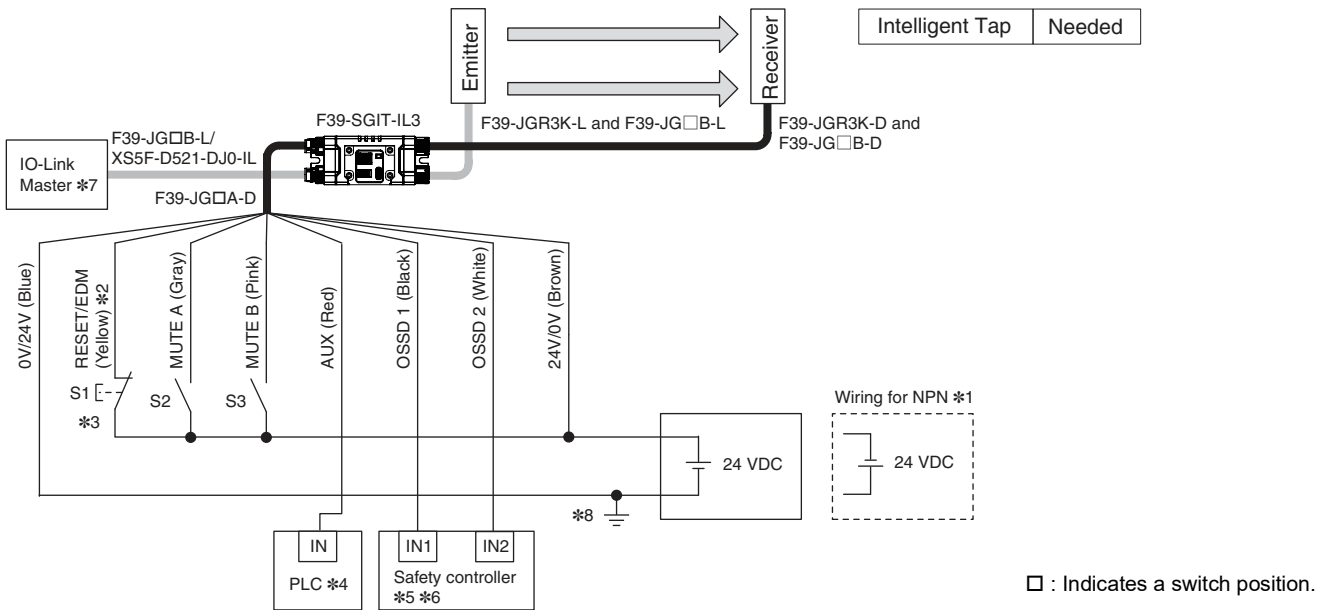 Intelligent Tap Needed
Emitter
Receiver
F39-SGIT-IL3
F39-JGR3K-L and F39-JG□B-L
F39-JGR3K-D and
F39-JG□B-D
F39-JG□B-L/
XS5F-D521-DJ0-IL
IO-Link
Master *7
F39-JG□A-D
0V/24V (Blue)
RESET/EDM
(Yellow) *2
MUTE A (Gray)
MUTE B (Pink)
AUX (Red)
OSSD 1 (Black)
OSSD 2 (White)
24V/0V (Brown)
S1
*3
S2
S3
24 VDC
Wiring for NPN *1
24 VDC
*8
IN
PLC *4
IN1
IN2
Safety controller
*5 *6
□ : Indicates a switch position.